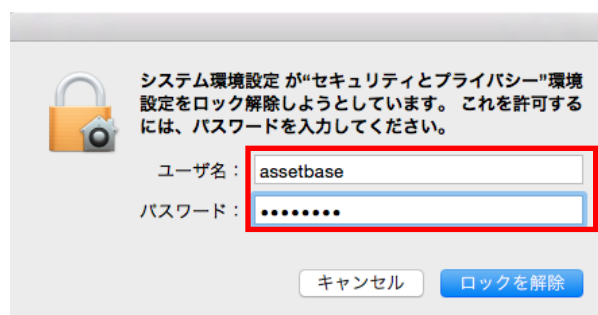 システム環境設定 が“セキュリティとプライバシー”環境
設定をロック解除しようとしています。 これを許可する
には、パスワードを入力してください。
ユーザ名： assetbase
パスワード： ••••••••
キャンセル ロックを解除